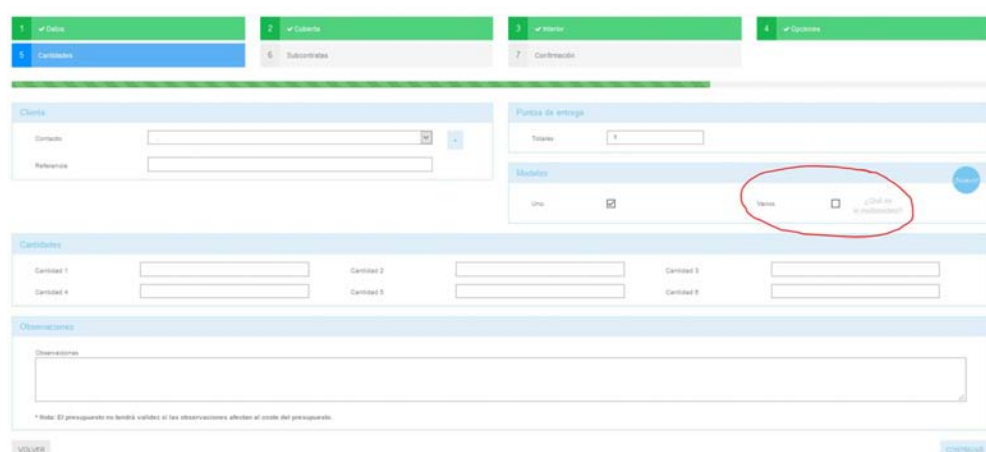 1 ✔ Datos
2 ✔ Cubierta
3 ✔ Interior
4 ✔ Opciones
5 Cantidades
6 Subcontratas
7 Confirmación
Cliente
Puntos de entrega
Contacto
Totales
Referencia
Modelos
Uno
Varios
¿Qué es
el multimodelo?
Cantidades
Cantidad 1
Cantidad 2
Cantidad 3
Cantidad 4
Cantidad 5
Cantidad 6
Observaciones
Observaciones
* Nota: El presupuesto no tendrá validez si las observaciones afectan al coste del presupuesto.
VOLVER
CONTINUAR